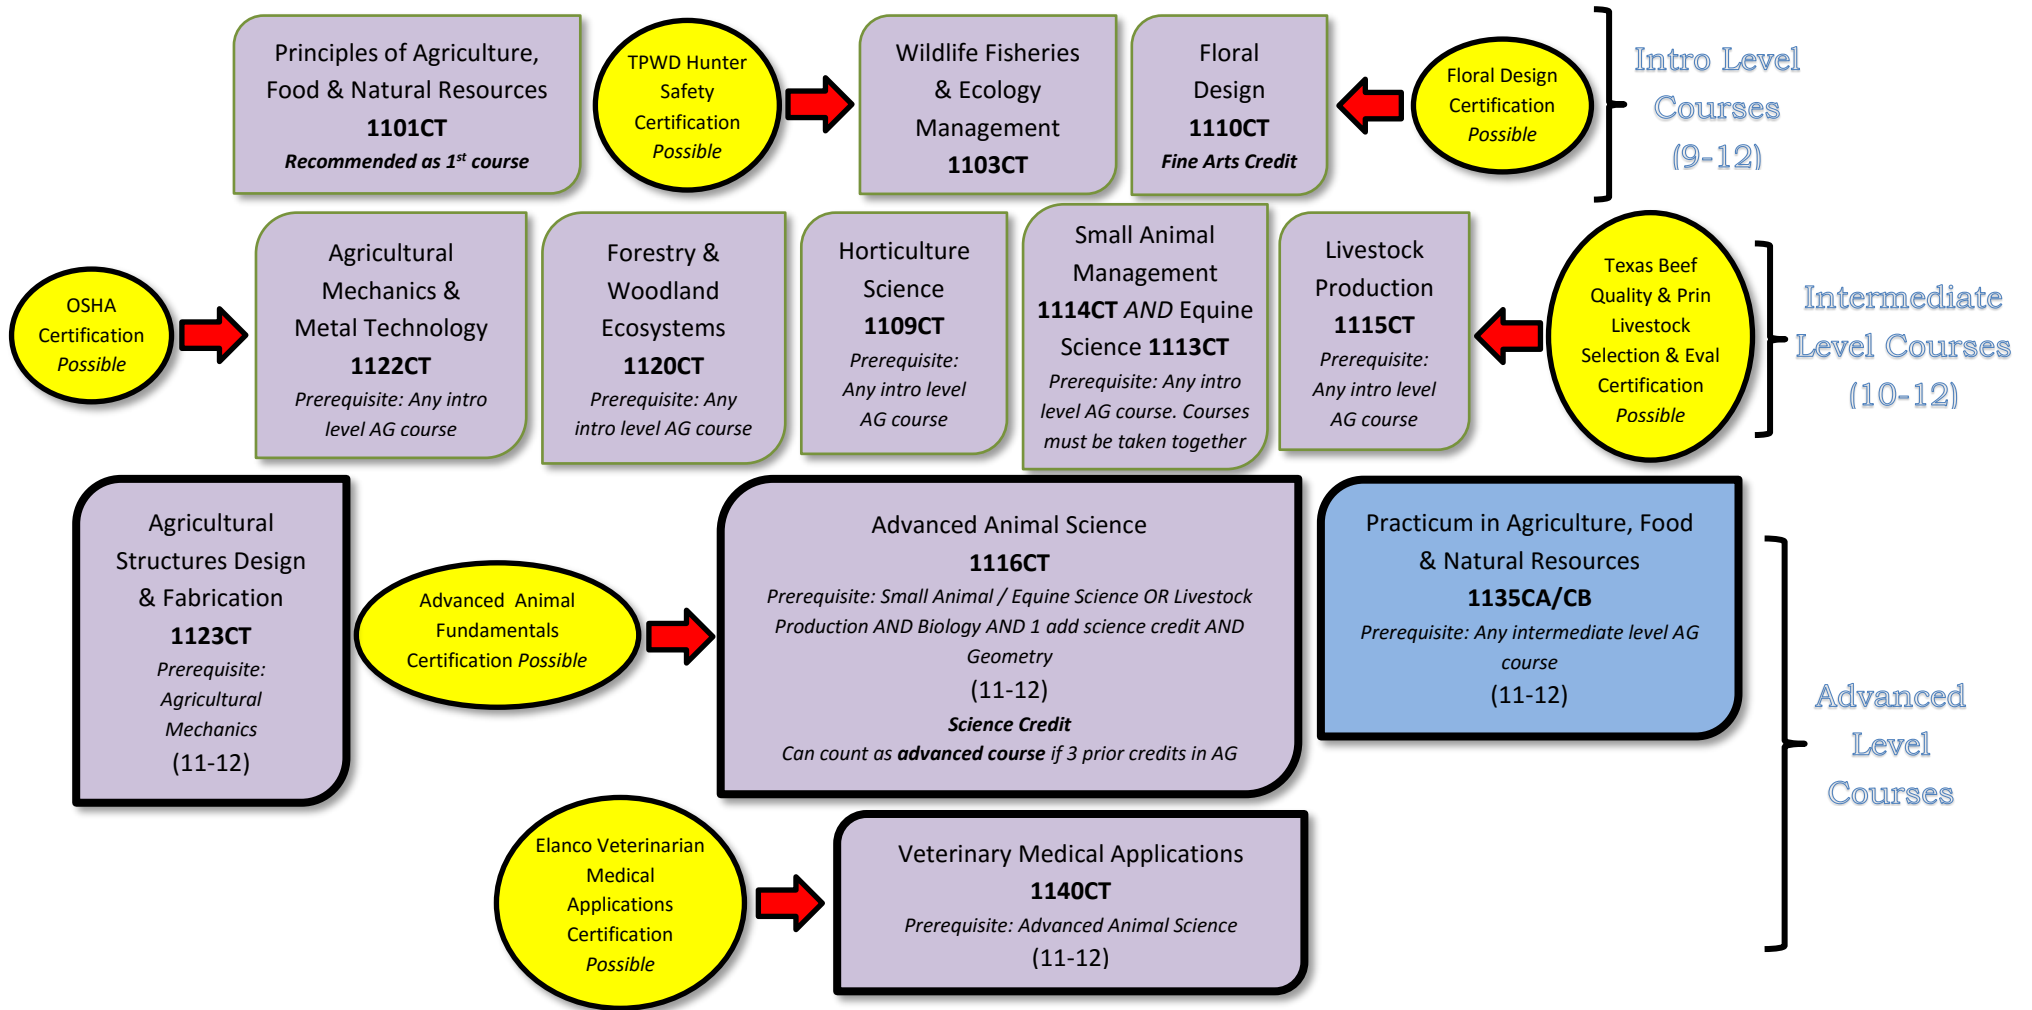 Principles of Agriculture,
Food & Natural Resources
1101CT
Recommended as 1st course
TPWD Hunter
Safety
Certification
Possible
Wildlife Fisheries
& Ecology
Management
1103CT
Floral
Design
1110CT
Fine Arts Credit
Floral Design
Certification
Possible
Intro Level
Courses
(9-12)
OSHA
Certification
Possible
Agricultural
Mechanics &
Metal Technology
1122CT
Prerequisite: Any intro
level AG course
Forestry &
Woodland
Ecosystems
1120CT
Prerequisite: Any
intro level AG course
Horticulture
Science
1109CT
Prerequisite:
Any intro level
AG course
Small Animal
Management
1114CT AND Equine
Science 1113CT
Prerequisite: Any intro
level AG course. Courses
must be taken together
Livestock
Production
1115CT
Prerequisite:
Any intro level
AG course
Texas Beef
Quality & Prin
Livestock
Selection & Eval
Certification
Possible
Intermediate
Level Courses
(10-12)
Agricultural
Structures Design
& Fabrication
1123CT
Prerequisite:
Agricultural
Mechanics
(11-12)
Advanced Animal
Fundamentals
Certification Possible
Advanced Animal Science
1116CT
Prerequisite: Small Animal / Equine Science OR Livestock
Production AND Biology AND 1 add science credit AND
Geometry
(11-12)
Science Credit
Can count as advanced course if 3 prior credits in AG
Practicum in Agriculture, Food
& Natural Resources
1135CA/CB
Prerequisite: Any intermediate level AG
course
(11-12)
Advanced
Level
Courses
Elanco Veterinarian
Medical
Applications
Certification
Possible
Veterinary Medical Applications
1140CT
Prerequisite: Advanced Animal Science
(11-12)